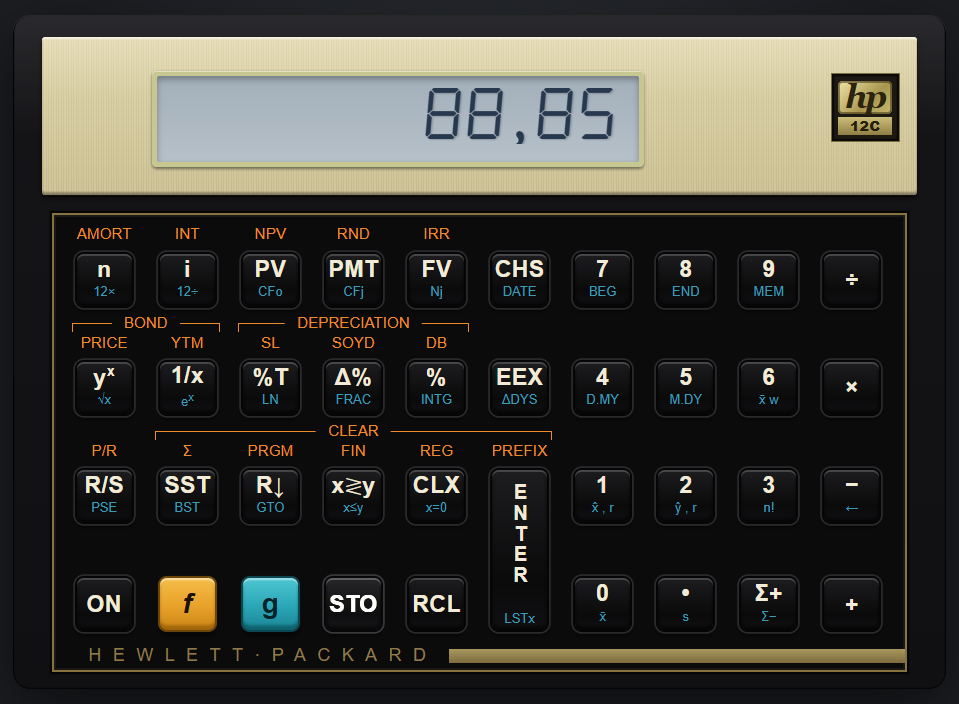 88,85
hp
12C
AMORT INT NPV RND IRR
n i PV PMT FV CHS 7 8 9 ÷
12× 12÷ CFo CFj Nj DATE BEG END MEM
BOND DEPRECIATION
PRICE YTM SL SOYD DB
yˣ 1/x %T Δ% % EEX 4 5 6 ×
√x eˣ LN FRAC INTG ΔDYS D.MY M.DY x̄ w
CLEAR
P/R Σ PRGM FIN REG PREFIX
R/S SST R↓ x≷y CLX ENTER 1 2 3 −
PSE BST GTO x≤y x=0 x̂ , r ŷ , r n! ←
ON f g STO RCL 0 • Σ+ +
LSTx x̄ s Σ−
HEWLETT·PACKARD